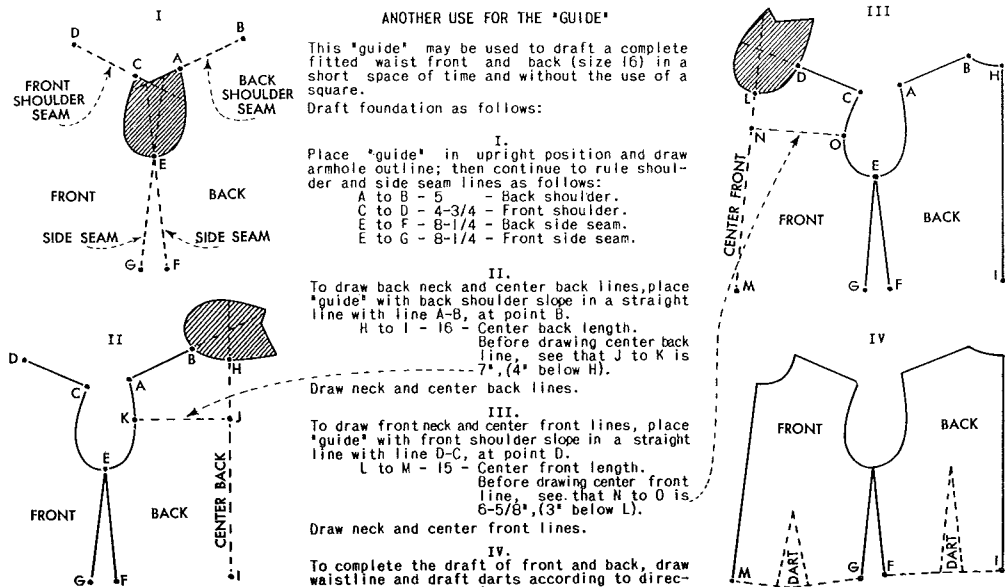 ANOTHER USE FOR THE "GUIDE"
This "guide" may be used to draft a complete
fitted waist front and back (size 16) in a
short space of time and without the use of a
square.
Draft foundation as follows:
I.
Place "guide" in upright position and draw
armhole outline; then continue to rule shoul-
der and side seam lines as follows:
A to B - 5 - Back shoulder.
C to D - 4-3/4 - Front shoulder.
E to F - 8-1/4 - Back side seam.
E to G - 8-1/4 - Front side seam.
II.
To draw back neck and center back lines, place
"guide" with back shoulder slope in a straight
line with line A-B, at point B.
H to I - 16 - Center back length.
Before drawing center back
line, see that J to K is
7", (4" below H).
Draw neck and center back lines.
III.
To draw front neck and center front lines, place
"guide" with front shoulder slope in a straight
line with line D-C, at point D.
L to M - 15 - Center front length.
Before drawing center front
line, see that N to O is
6-5/8", (3" below L).
Draw neck and center front lines.
IV.
To complete the draft of front and back, draw
waistline and draft darts according to direc-
I
D
B
C
A
FRONT
SHOULDER
SEAM
BACK
SHOULDER
SEAM
E
FRONT
BACK
SIDE SEAM
SIDE SEAM
G
F
II
D
B
H
C
A
K
J
E
FRONT
BACK
CENTER BACK
G
F
I
III
D
B
H
L
C
A
N
O
E
CENTER FRONT
FRONT
BACK
M
G
F
I
IV
FRONT
BACK
DART
DART
M
G
F
I